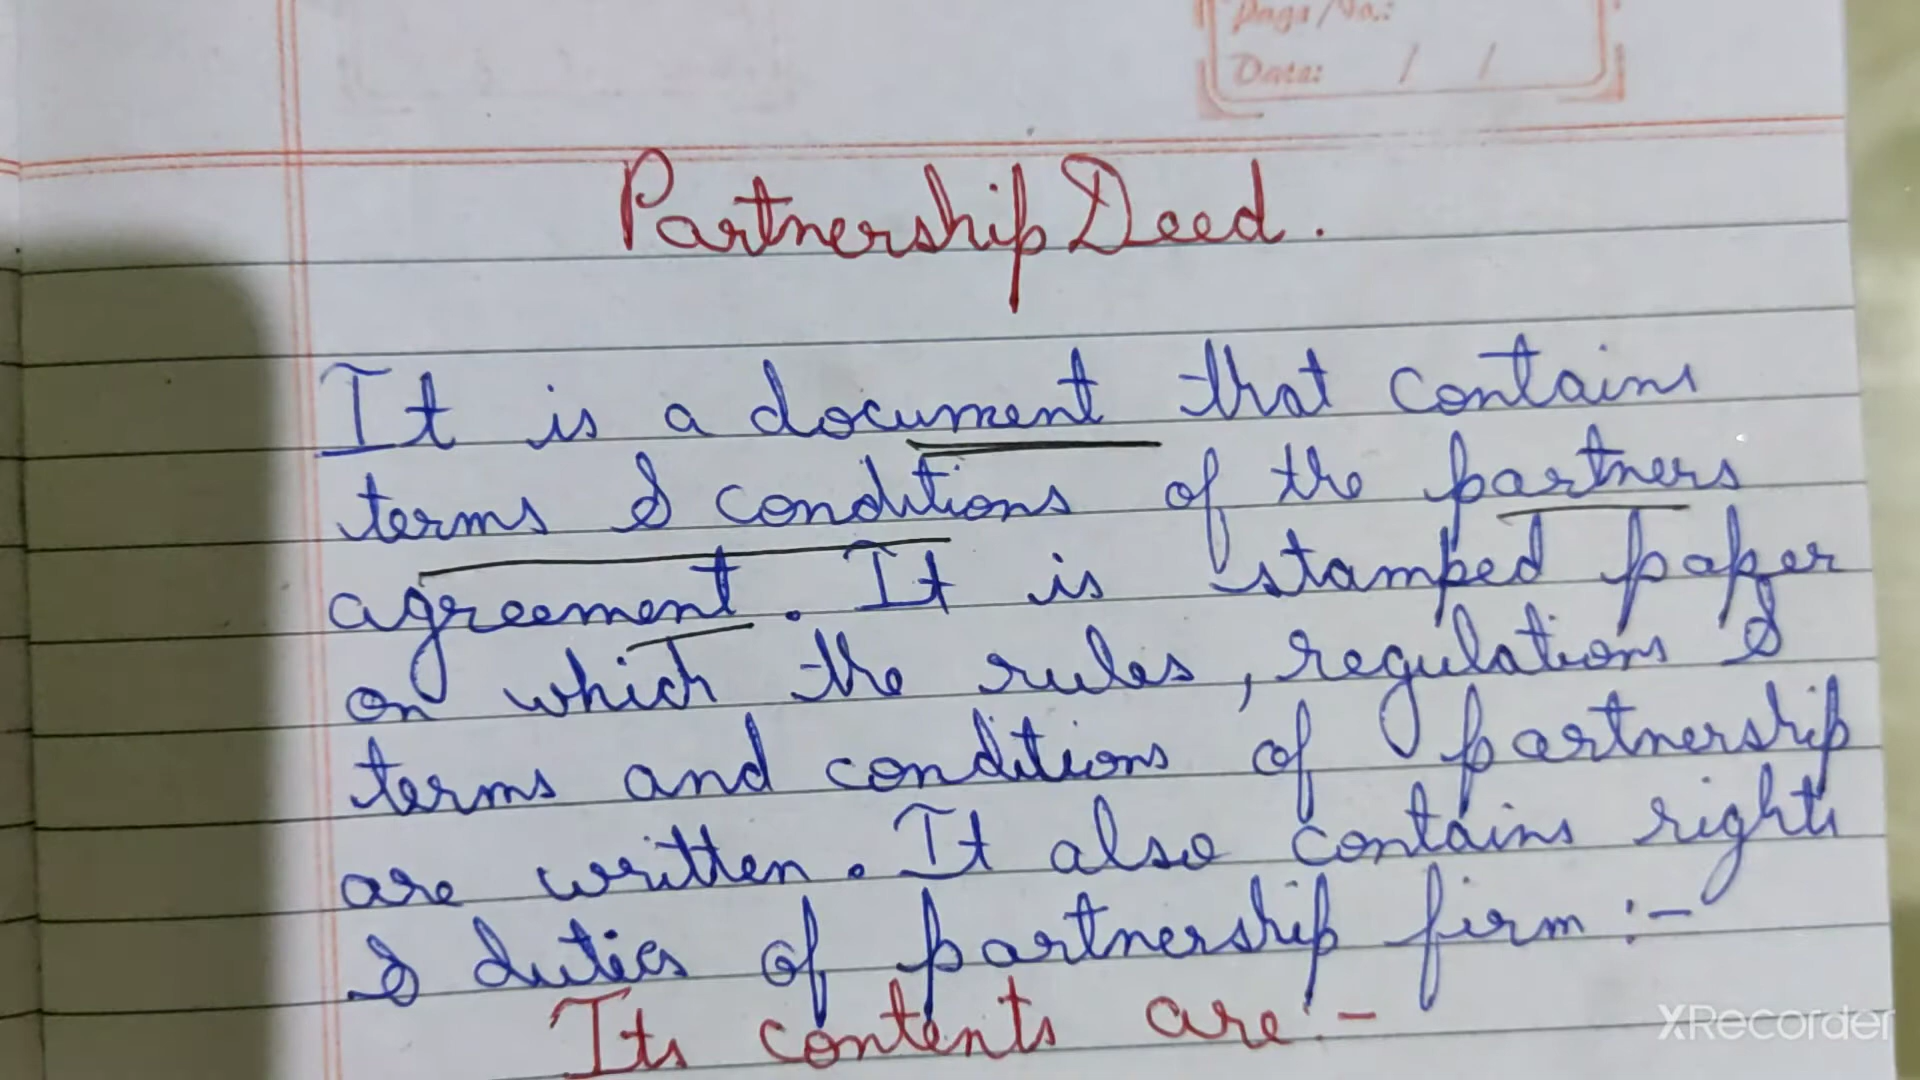 Page/No.:
Date: / /
Partnership Deed.
It is a document that contains
terms & conditions of the partners
agreement. It is stamped paper
on which the rules, regulations &
terms and conditions of partnership
are written. It also contains rights
& duties of partnership firm :-
Its contents are:-
XRecorder